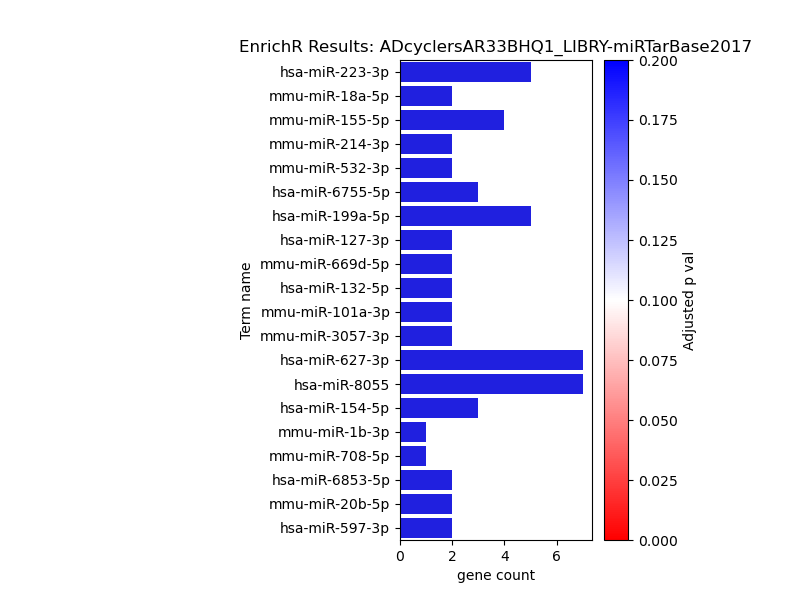 EnrichR Results: ADcyclersAR33BHQ1_LIBRY-miRTarBase2017
hsa-miR-223-3p
mmu-miR-18a-5p
mmu-miR-155-5p
mmu-miR-214-3p
mmu-miR-532-3p
hsa-miR-6755-5p
hsa-miR-199a-5p
hsa-miR-127-3p
mmu-miR-669d-5p
hsa-miR-132-5p
mmu-miR-101a-3p
mmu-miR-3057-3p
hsa-miR-627-3p
hsa-miR-8055
hsa-miR-154-5p
mmu-miR-1b-3p
mmu-miR-708-5p
hsa-miR-6853-5p
mmu-miR-20b-5p
hsa-miR-597-3p
Term name
0 2 4 6
gene count
0.200
0.175
0.150
0.125
0.100
0.075
0.050
0.025
0.000
Adjusted p val